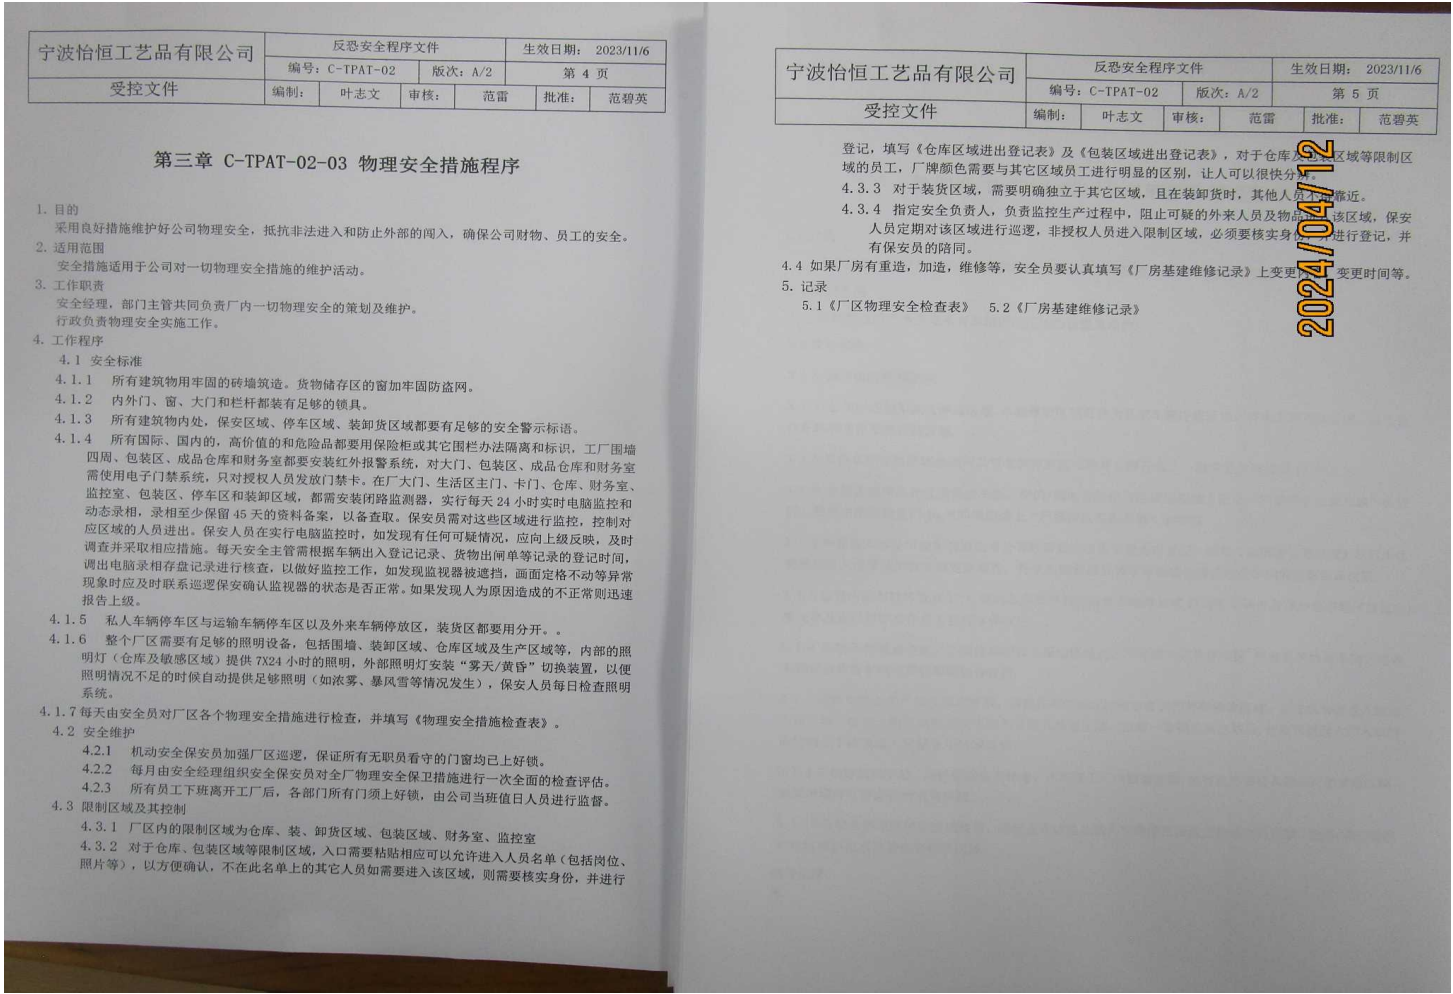 宁波怡恒工艺品有限公司
反恐安全程序文件
生效日期： 2023/11/6
编号：C-TPAT-02
版次：A/2
第 4 页
受控文件
编制：
叶志文
审核：
范雷
批准：
范碧英
第三章 C-TPAT-02-03 物理安全措施程序
1. 目的
采用良好措施维护好公司物理安全，抵抗非法进入和防止外部的闯入，确保公司财物、员工的安全。
2. 适用范围
安全措施适用于公司对一切物理安全措施的维护活动。
3. 工作职责
安全经理，部门主管共同负责厂内一切物理安全的策划及维护。
行政负责物理安全实施工作。
4. 工作程序
4.1 安全标准
4.1.1 所有建筑物用牢固的砖墙筑造。货物储存区的窗加牢固防盗网。
4.1.2 内外门、窗、大门和栏杆都装有足够的锁具。
4.1.3 所有建筑物内处，保安区域、停车区域、装卸货区域都要有足够的安全警示标语。
4.1.4 所有国际、国内的，高价值的和危险品都要用保险柜或其它围栏办法隔离和标识，工厂围墙
四周、包装区、成品仓库和财务室都要安装红外报警系统，对大门、包装区、成品仓库和财务室
需使用电子门禁系统，只对授权人员发放门禁卡。在厂大门、生活区主门、卡门、仓库、财务室、
监控室、包装区、停车区和装卸区域，都需安装闭路监测器，实行每天 24 小时实时电脑监控和
动态录相，录相至少保留 45 天的资料备案，以备查取。保安员需对这些区域进行监控，控制对
应区域的人员进出。保安人员在实行电脑监控时，如发现有任何可疑情况，应向上级反映，及时
调查并采取相应措施。每天安全主管需根据车辆出入登记记录、货物出闸单等记录的登记时间，
调出电脑录相存盘记录进行核查，以做好监控工作，如发现监视器被遮挡，画面定格不动等异常
现象时应及时联系巡逻保安确认监视器的状态是否正常。如果发现人为原因造成的不正常则迅速
报告上级。
4.1.5 私人车辆停车区与运输车辆停车区以及外来车辆停放区，装货区都要用分开。。
4.1.6 整个厂区需要有足够的照明设备，包括围墙、装卸区域、仓库区域及生产区域等，内部的照
明灯（仓库及敏感区域）提供 7X24 小时的照明，外部照明灯安装“雾天/黄昏”切换装置，以便
照明情况不足的时候自动提供足够照明（如浓雾、暴风雪等情况发生），保安人员每日检查照明
系统。
4.1.7每天由安全员对厂区各个物理安全措施进行检查，并填写《物理安全措施检查表》。
4.2 安全维护
4.2.1 机动安全保安员加强厂区巡逻，保证所有无职员看守的门窗均已上好锁。
4.2.2 每月由安全经理组织安全保安员对全厂物理安全保卫措施进行一次全面的检查评估。
4.2.3 所有员工下班离开工厂后，各部门所有门须上好锁，由公司当班值日人员进行监督。
4.3 限制区域及其控制
4.3.1 厂区内的限制区域为仓库、装、卸货区域、包装区域、财务室、监控室
4.3.2 对于仓库、包装区域等限制区域，入口需要粘贴相应可以允许进入人员名单（包括岗位、
照片等），以方便确认，不在此名单上的其它人员如需要进入该区域，则需要核实身份，并进行
宁波怡恒工艺品有限公司
反恐安全程序文件
生效日期： 2023/11/6
编号：C-TPAT-02
版次：A/2
第 5 页
受控文件
编制：
叶志文
审核：
范雷
批准：
范碧英
登记，填写《仓库区域进出登记表》及《包装区域进出登记表》，对于仓库及包装区域等限制区
域的员工，厂牌颜色需要与其它区域员工进行明显的区别，让人可以很快分辨。
4.3.3 对于装货区域，需要明确独立于其它区域，且在装卸货时，其他人员不能靠近。
4.3.4 指定安全负责人，负责监控生产过程中，阻止可疑的外来人员及物品进入该区域，保安
人员定期对该区域进行巡逻，非授权人员进入限制区域，必须要核实身份，并进行登记，并
有保安员的陪同。
4.4 如果厂房有重造，加造，维修等，安全员要认真填写《厂房基建维修记录》上变更内 变更时间等。
5. 记录
5.1《厂区物理安全检查表》 5.2《厂房基建维修记录》
2024/04/12